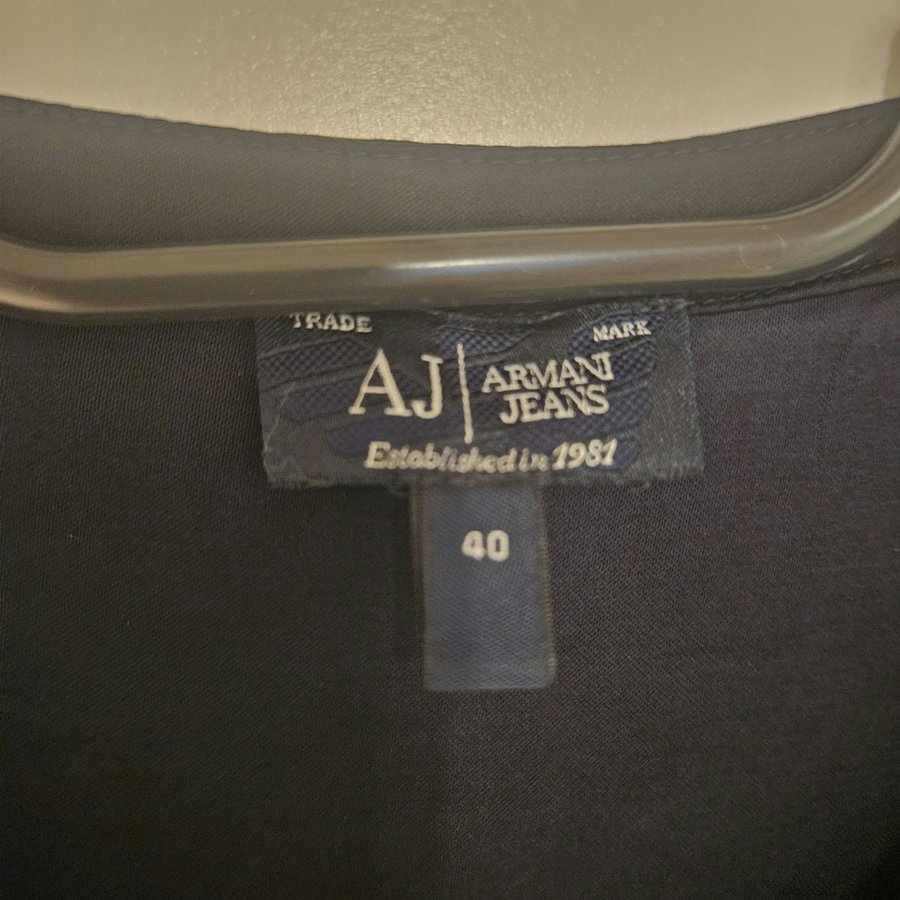 TRADE MARK
AJ ARMANI
JEANS
Established in 1981
40